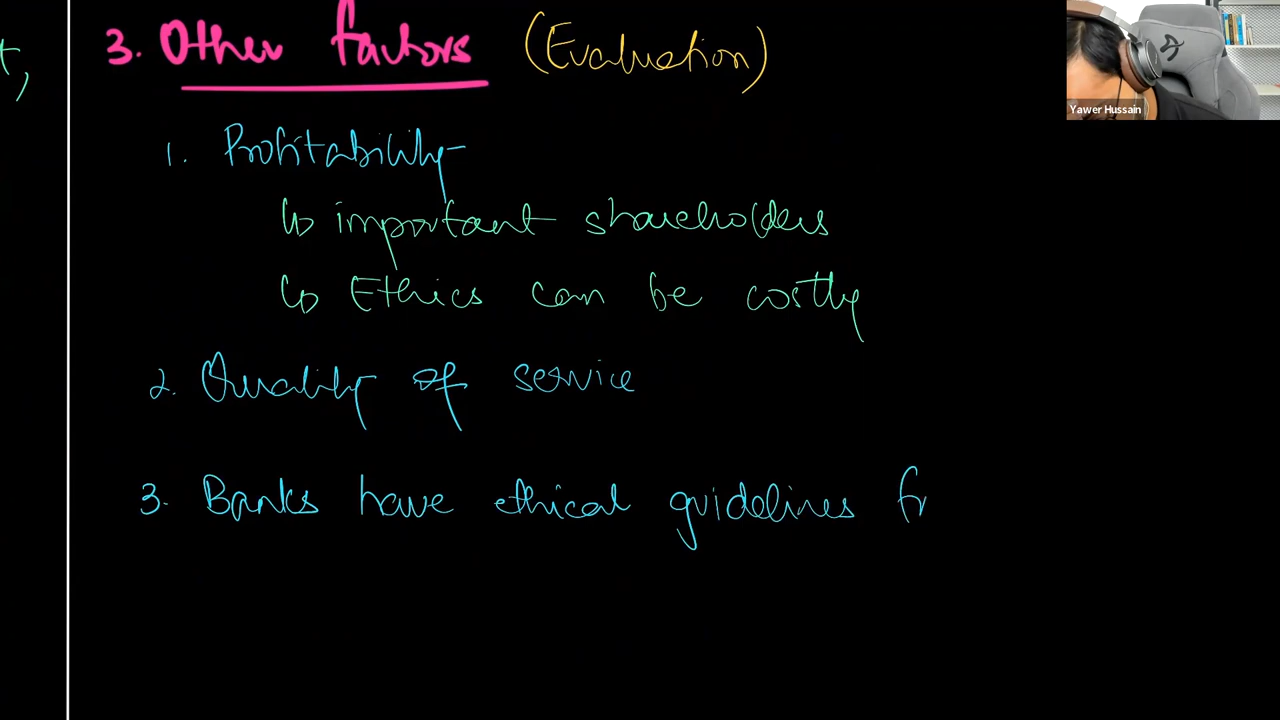 t,
3. Other factors (Evaluation)
Yawer Hussain
1. Profitability
↳ important shareholders
↳ Ethics can be costly
2. Quality of service
3. Banks have ethical guidelines fr